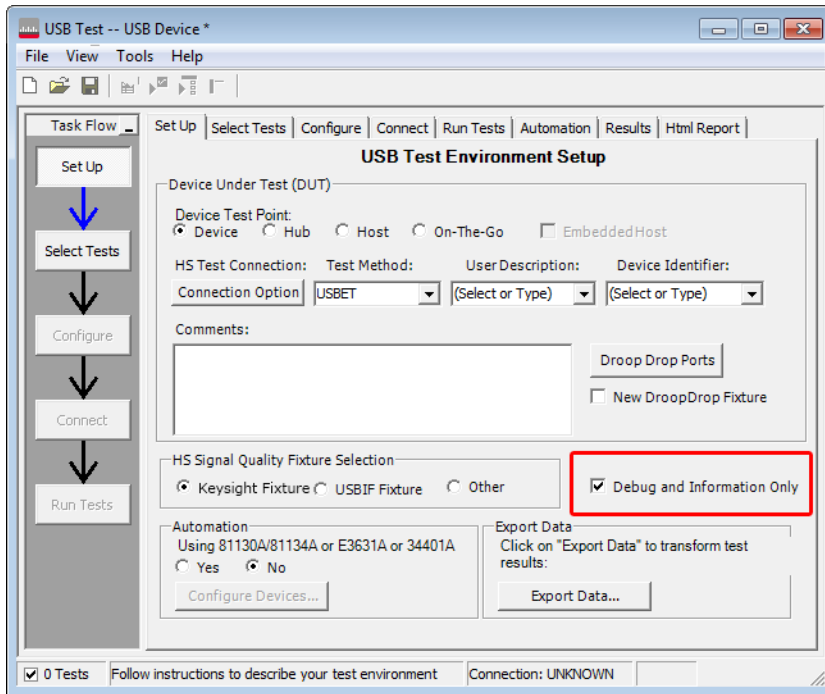 USB Test -- USB Device *
File View Tools Help
Task Flow
Set Up
Select Tests
Configure
Connect
Run Tests
Set Up Select Tests Configure Connect Run Tests Automation Results Html Report
USB Test Environment Setup
Device Under Test (DUT)
Device Test Point:
Device Hub Host On-The-Go Embedded Host
HS Test Connection: Test Method: User Description: Device Identifier:
Connection Option USBET (Select or Type) (Select or Type)
Comments:
Droop Drop Ports
New DroopDrop Fixture
HS Signal Quality Fixture Selection
Keysight Fixture USBIF Fixture Other
Debug and Information Only
Automation
Using 81130A/81134A or E3631A or 34401A
Yes No
Configure Devices...
Export Data
Click on "Export Data" to transform test
results:
Export Data...
0 Tests Follow instructions to describe your test environment Connection: UNKNOWN